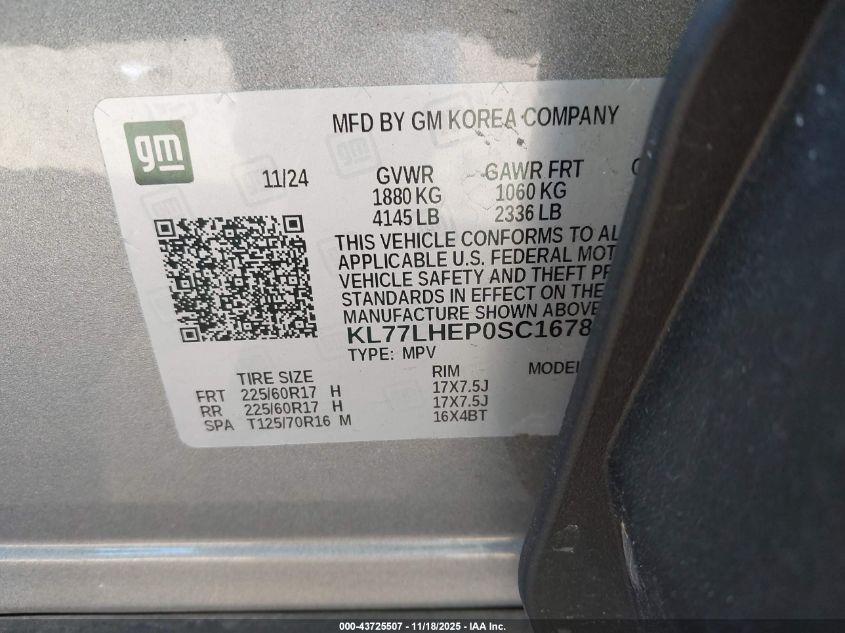 MFD BY GM KOREA COMPANY
gm
11/24
GVWR GAWR FRT
1880 KG 1060 KG
4145 LB 2336 LB
THIS VEHICLE CONFORMS TO AL
APPLICABLE U.S. FEDERAL MOT
VEHICLE SAFETY AND THEFT PR
STANDARDS IN EFFECT ON THE
MANUFACTURE SHOWN ABOVE
KL77LHEP0SC1678
TYPE: MPV
TIRE SIZE RIM MODEL
FRT 225/60R17 H 17X7.5J
RR 225/60R17 H 17X7.5J
SPA T125/70R16 M 16X4BT
000-43725507 - 11/18/2025 - IAA Inc.